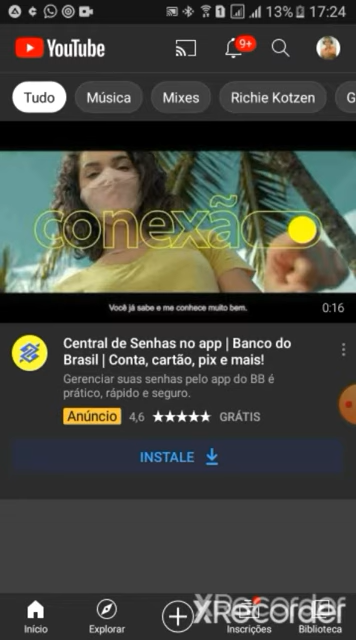 13% 17:24
YouTube
9+
Tudo Música Mixes Richie Kotzen G
conexã
Você já sabe e me conhece muito bem.
0:16
Central de Senhas no app | Banco do
Brasil | Conta, cartão, pix e mais!
Gerenciar suas senhas pelo app do BB é
prático, rápido e seguro.
Anúncio 4,6 ★★★★★ GRÁTIS
INSTALE
XRecorder
XRecorder
Início Explorar Inscrições Biblioteca